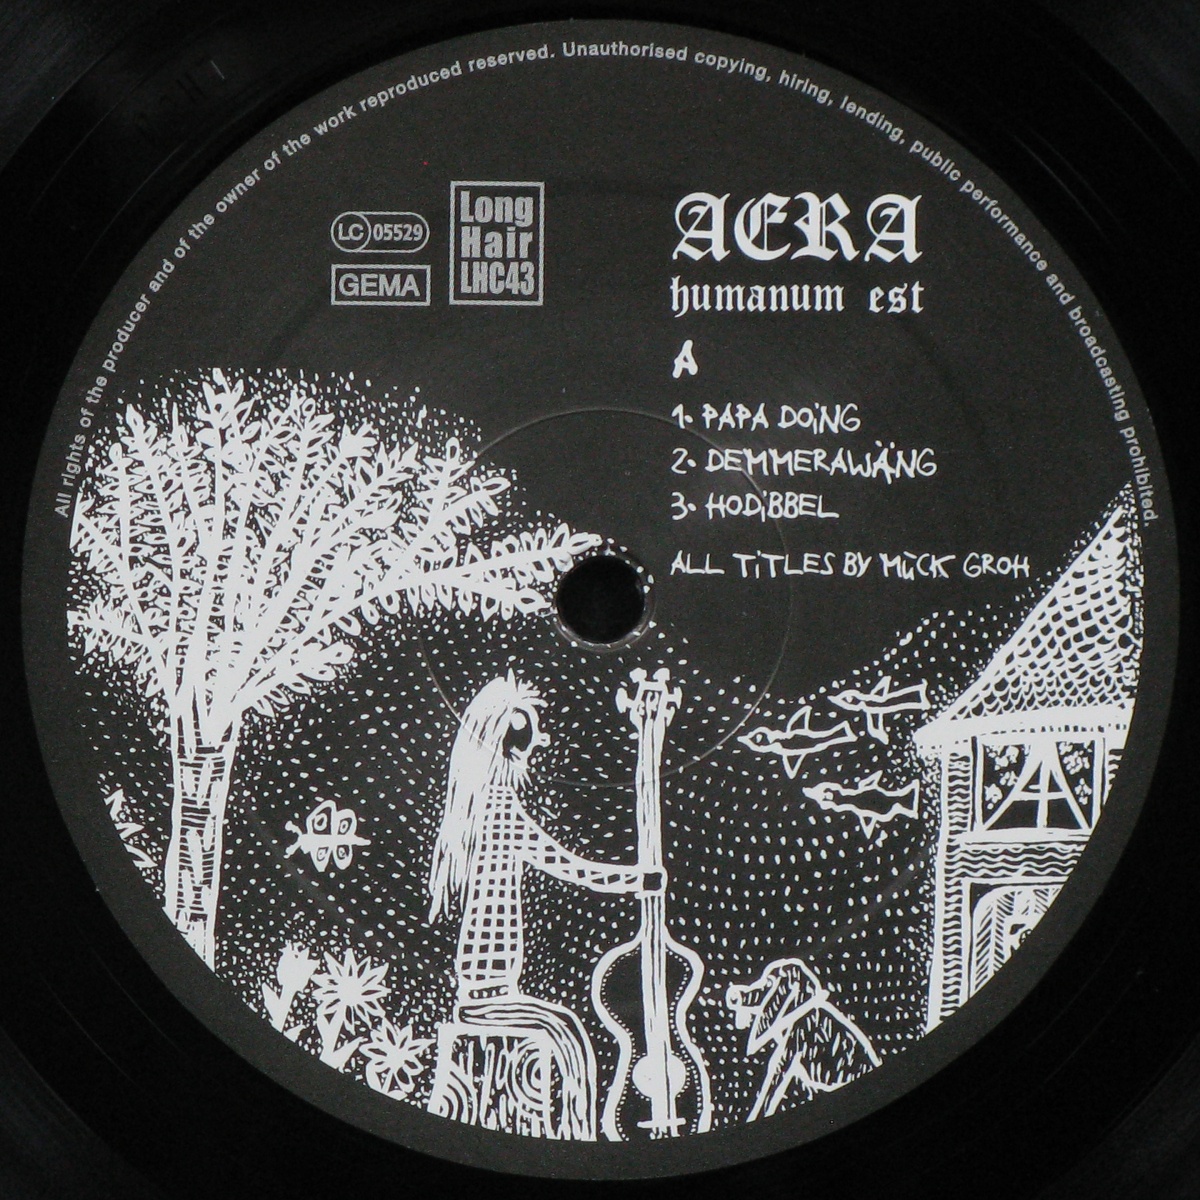 All rights of the producer and of the owner of the work reproduced reserved. Unauthorised copying, hiring, lending, public performance and broadcasting prohibited.
LC 05529
GEMA
Long
Hair
LHC43
AERA
humanum est
A
1. PAPA DOiNG
2. DEMMERAWÄNG
3. HODiBBEL
ALL TiTLES BY MUCK GROH